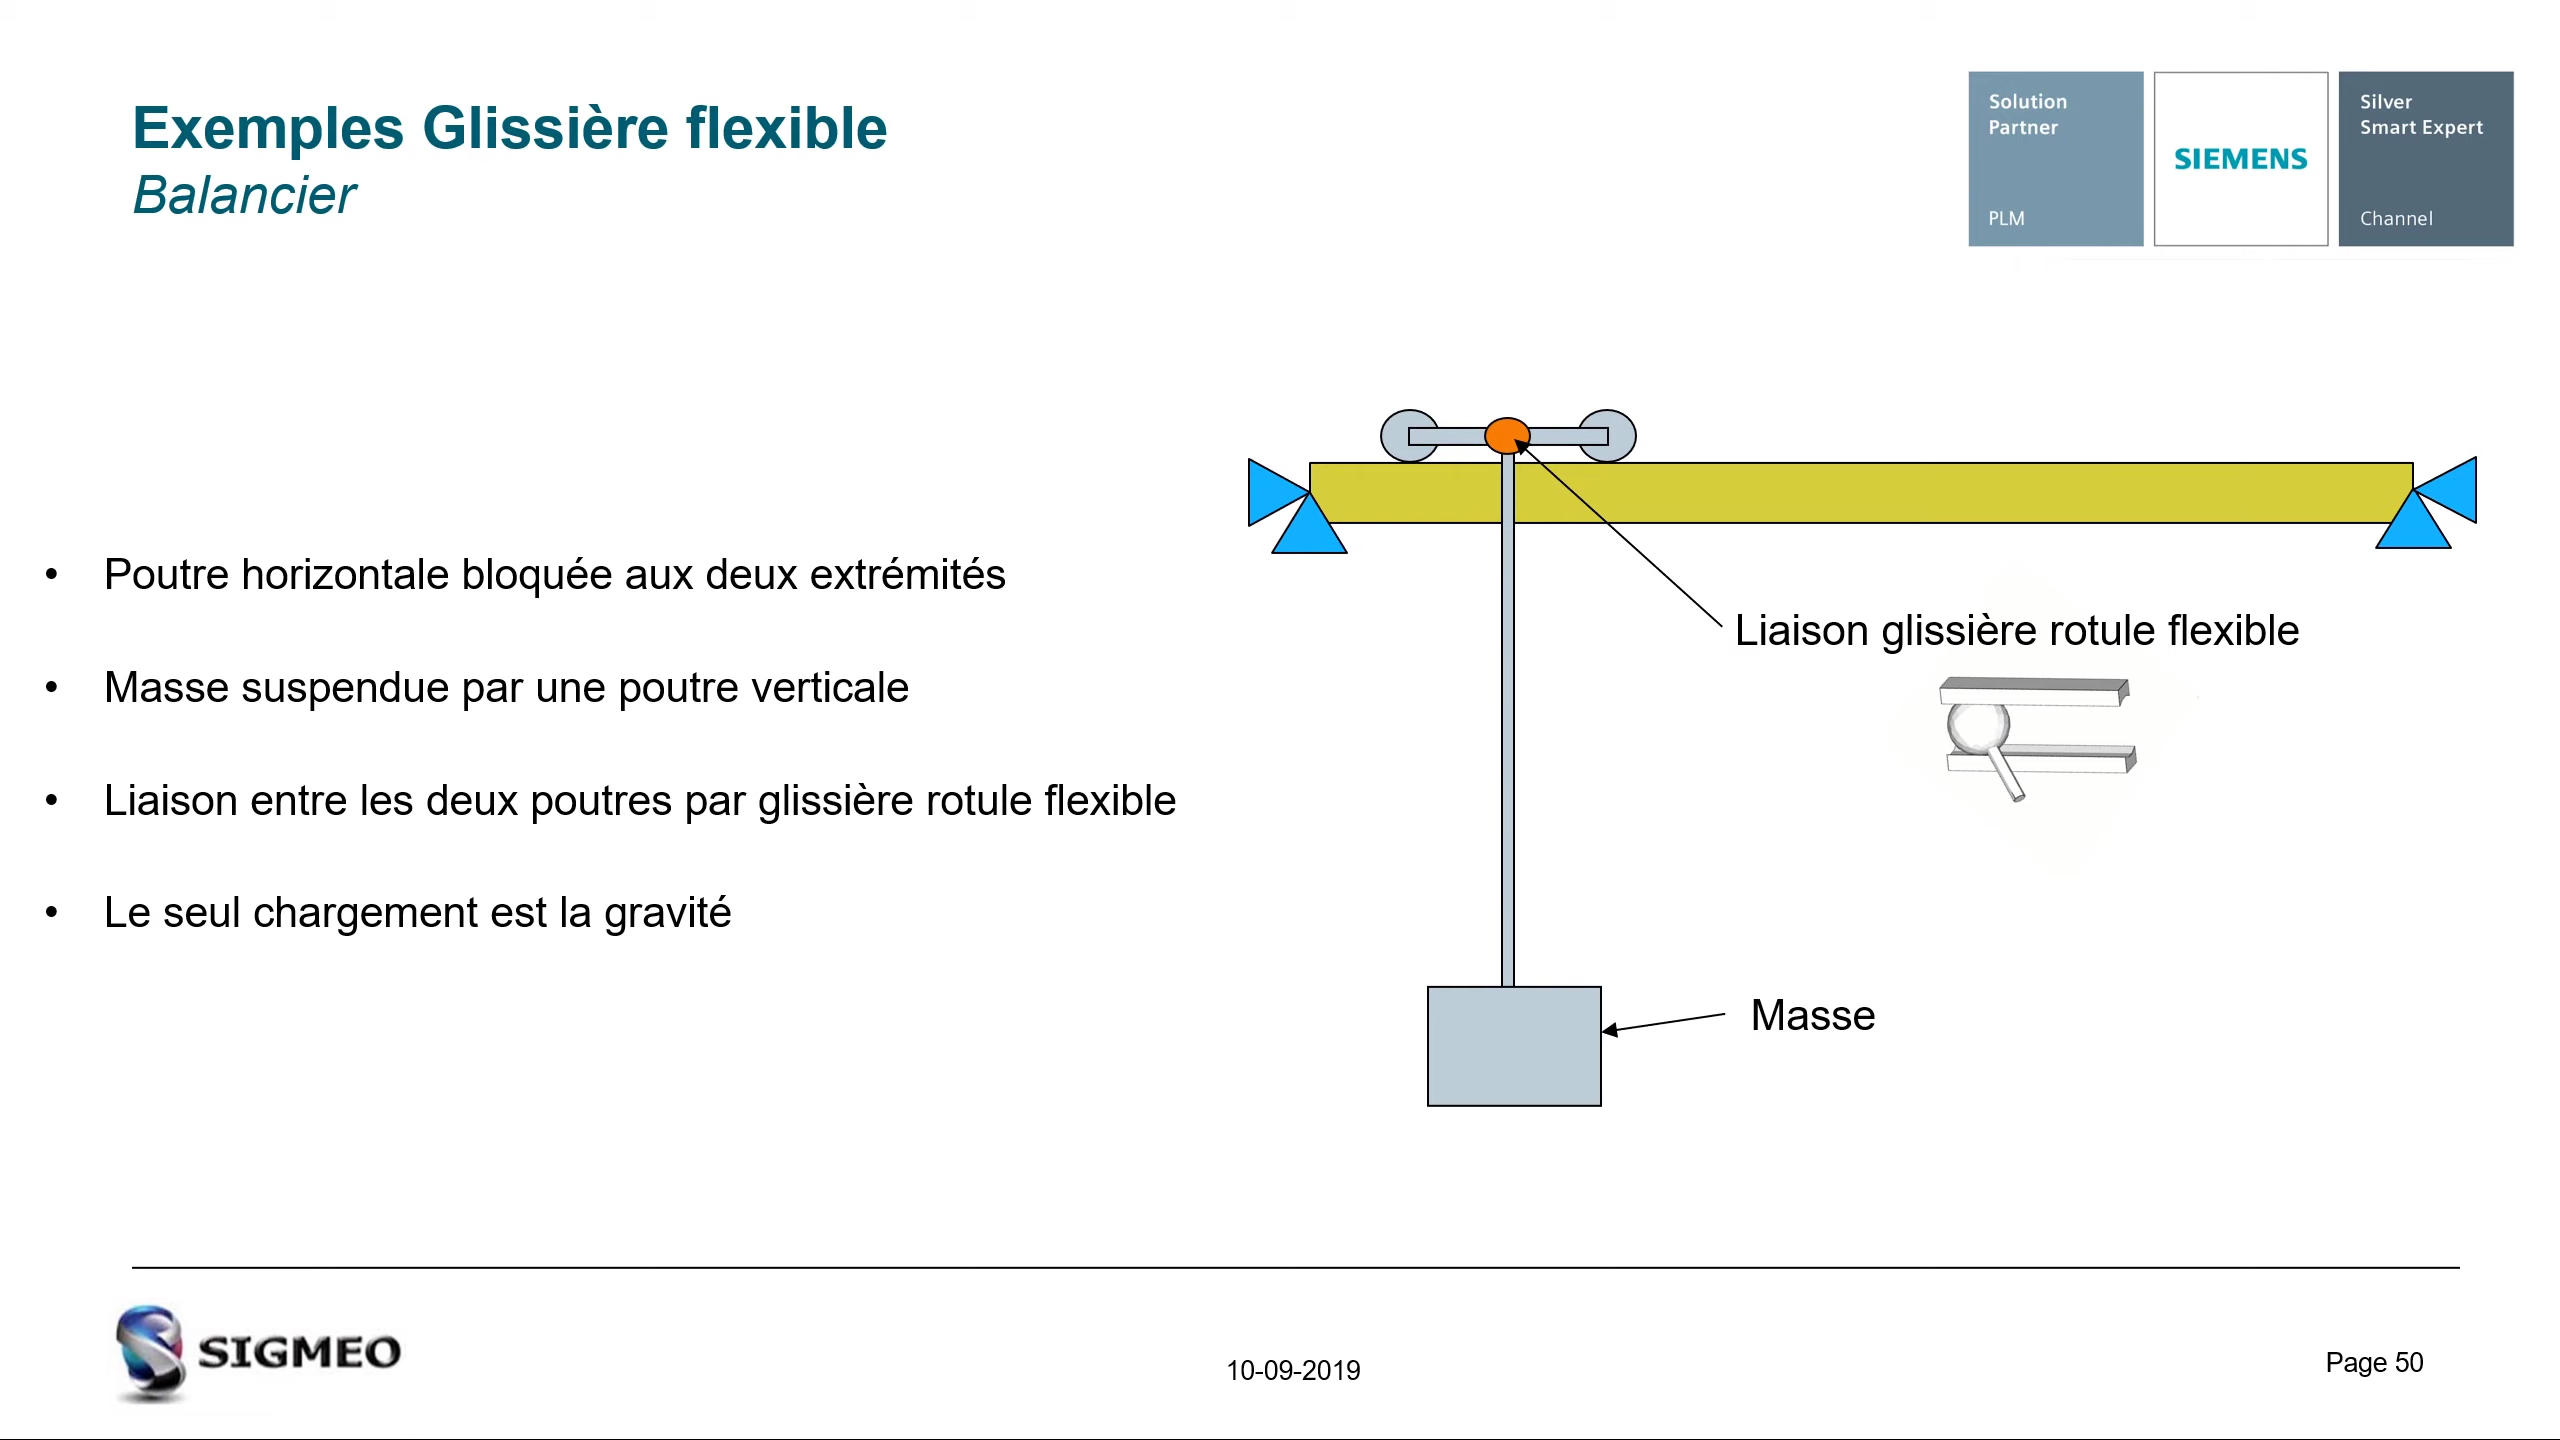 Exemples Glissière flexible
Balancier
Solution
Partner
PLM
SIEMENS
Silver
Smart Expert
Channel
• Poutre horizontale bloquée aux deux extrémités
• Masse suspendue par une poutre verticale
• Liaison entre les deux poutres par glissière rotule flexible
• Le seul chargement est la gravité
Liaison glissière rotule flexible
Masse
SIGMEO
10-09-2019
Page 50